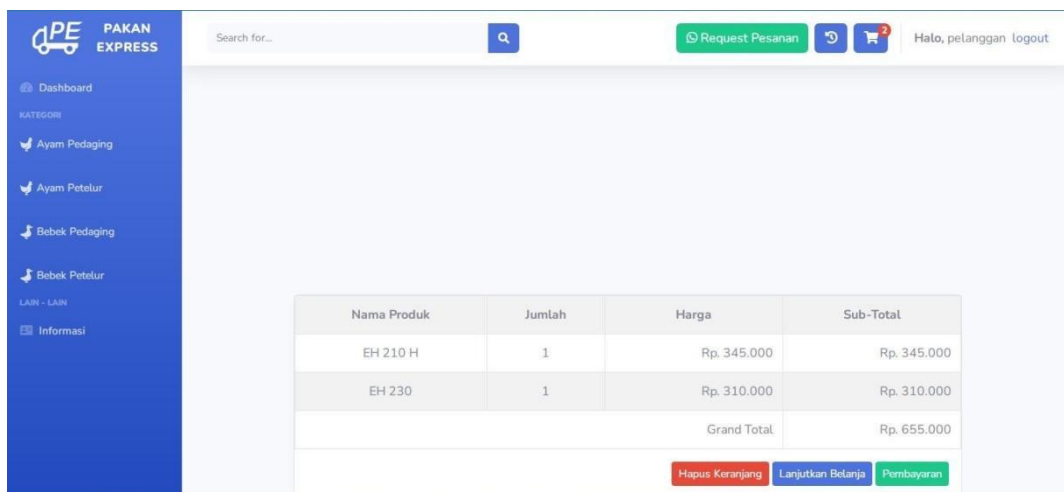 PE PAKAN EXPRESS
Search for...
Request Pesanan
2
Halo, pelanggan logout
Dashboard
KATEGORI
Ayam Pedaging
Ayam Petelur
Bebek Pedaging
Bebek Petelur
LAIN - LAIN
Informasi
Nama Produk Jumlah Harga Sub-Total
EH 210 H 1 Rp. 345.000 Rp. 345.000
EH 230 1 Rp. 310.000 Rp. 310.000
Grand Total Rp. 655.000
Hapus Keranjang Lanjutkan Belanja Pembayaran